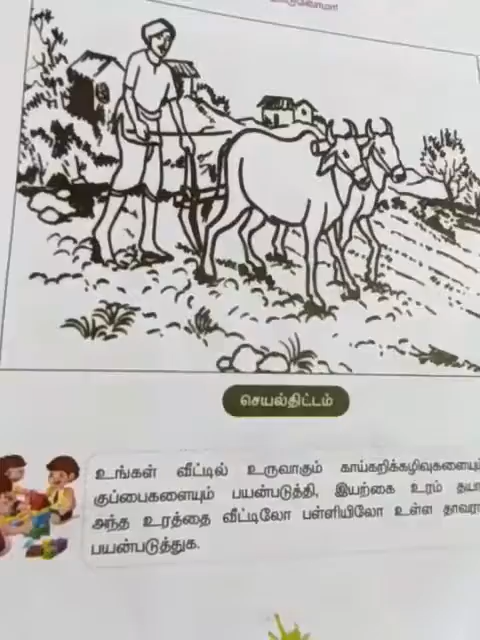 செயல்திட்டம்
உங்கள் வீட்டில் உருவாகும் காய்கறிக்கழிவுகளையும்
குப்பைகளையும் பயன்படுத்தி, இயற்கை உரம்
அந்த உரத்தை வீட்டிலோ பள்ளியிலோ உள்ள
பயன்படுத்துக.